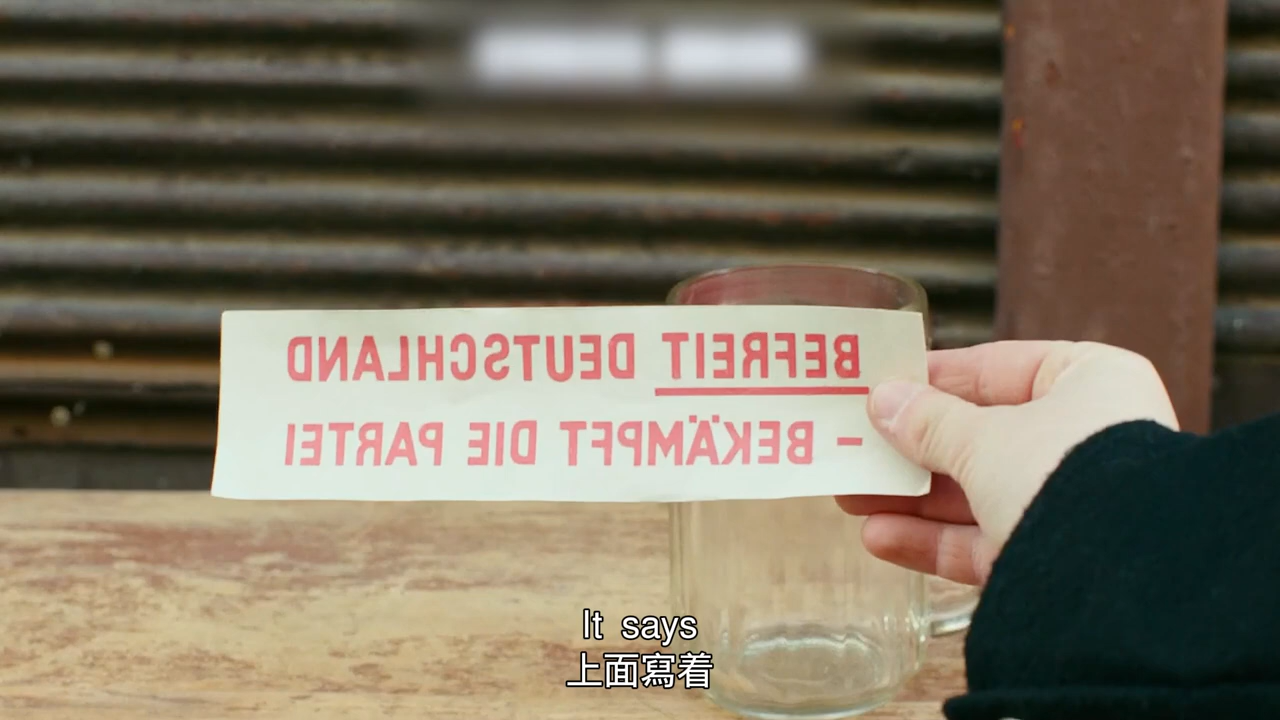 BEFREIT DEUTSCHLAND
- BEKÄMPFT DIE PARTEI
It says
上面寫着